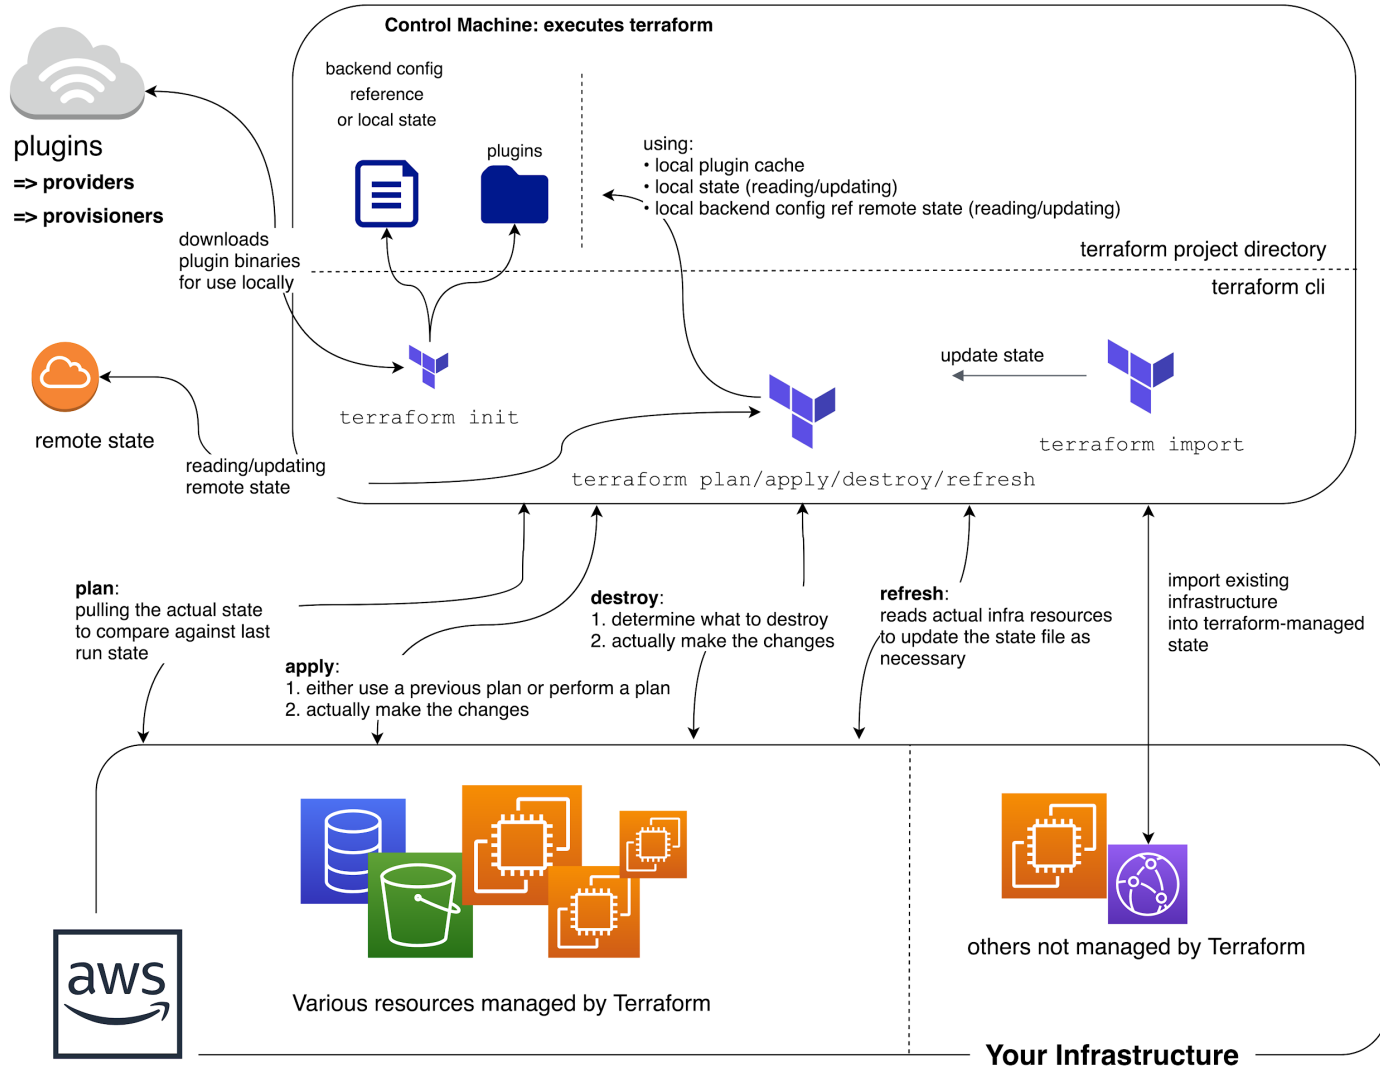 Control Machine: executes terraform
backend config
reference
or local state
plugins
using:
• local plugin cache
• local state (reading/updating)
• local backend config ref remote state (reading/updating)
plugins
=> providers
=> provisioners
downloads
plugin binaries
for use locally
terraform project directory
terraform cli
update state
terraform init
terraform import
remote state
reading/updating
remote state
terraform plan/apply/destroy/refresh
plan:
pulling the actual state
to compare against last
run state
apply:
1. either use a previous plan or perform a plan
2. actually make the changes
destroy:
1. determine what to destroy
2. actually make the changes
refresh:
reads actual infra resources
to update the state file as
necessary
import existing
infrastructure
into terraform-managed
state
aws
Various resources managed by Terraform
others not managed by Terraform
Your Infrastructure